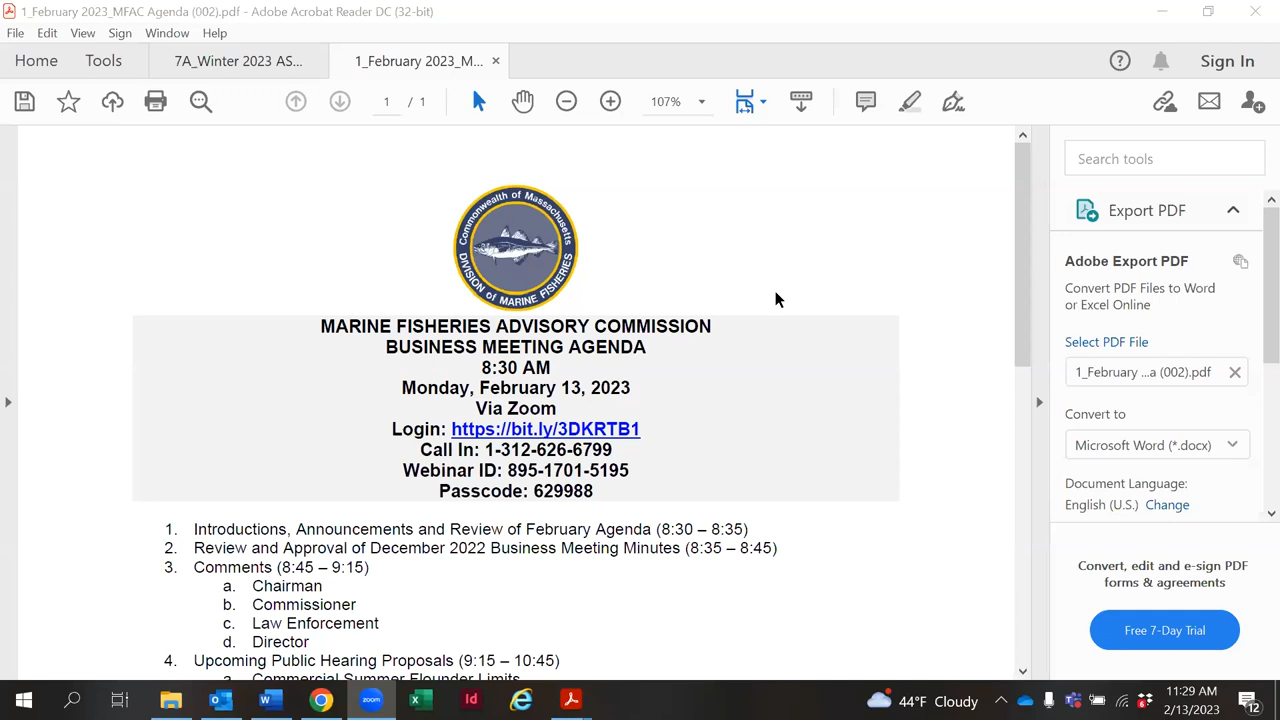 1_February 2023_MFAC Agenda (002).pdf - Adobe Acrobat Reader DC (32-bit)
File Edit View Sign Window Help
Home Tools 7A_Winter 2023 AS... 1_February 2023_M... ×
Sign In
1 / 1 107%
Search tools
Commonwealth of Massachusetts
DIVISION of MARINE FISHERIES
Export PDF
Adobe Export PDF
Convert PDF Files to Word
or Excel Online
Select PDF File
1_February ...a (002).pdf
Convert to
Microsoft Word (*.docx)
Document Language:
English (U.S.) Change
Convert, edit and e-sign PDF
forms & agreements
Free 7-Day Trial
MARINE FISHERIES ADVISORY COMMISSION
BUSINESS MEETING AGENDA
8:30 AM
Monday, February 13, 2023
Via Zoom
Login: https://bit.ly/3DKRTB1
Call In: 1-312-626-6799
Webinar ID: 895-1701-5195
Passcode: 629988
1. Introductions, Announcements and Review of February Agenda (8:30 – 8:35)
2. Review and Approval of December 2022 Business Meeting Minutes (8:35 – 8:45)
3. Comments (8:45 – 9:15)
a. Chairman
b. Commissioner
c. Law Enforcement
d. Director
4. Upcoming Public Hearing Proposals (9:15 – 10:45)
a. Commercial Summer Flounder Limits
zoom
44°F Cloudy
11:29 AM
2/13/2023
12